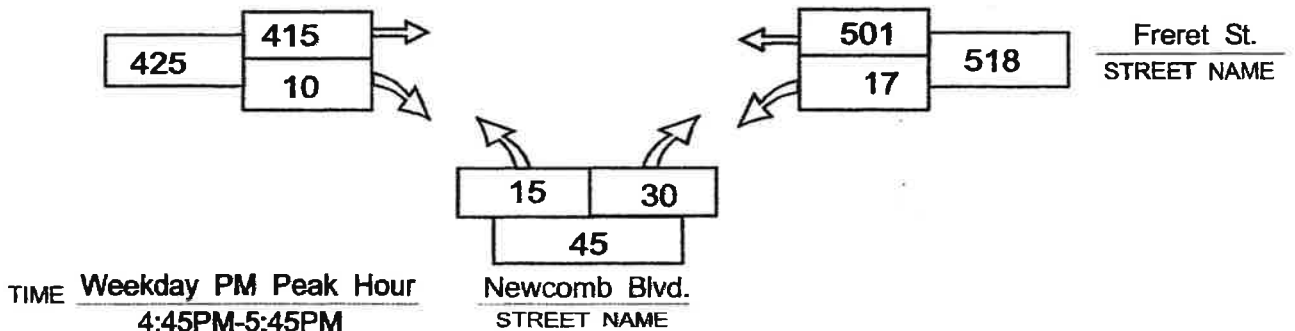 415
425
10
501
518
17
Freret St.
STREET NAME
15
30
45
TIME Weekday PM Peak Hour
4:45PM-5:45PM
Newcomb Blvd.
STREET NAME